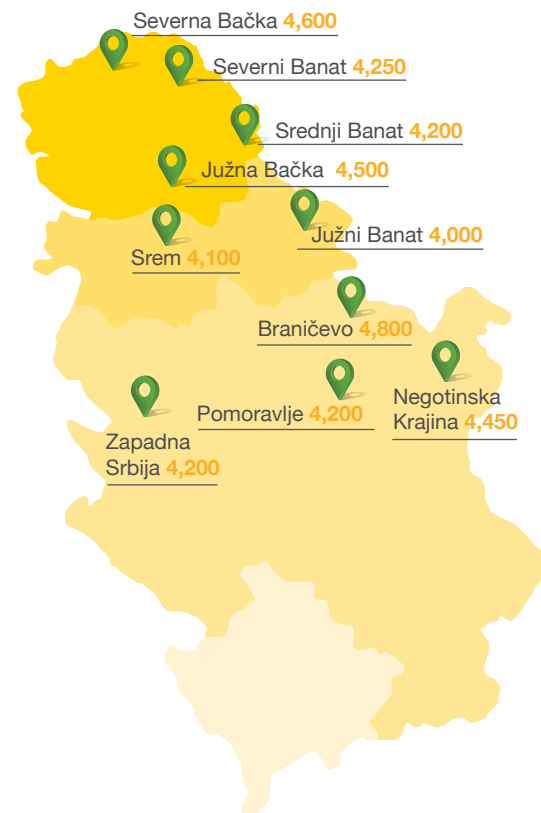 Severna Bačka 4,600
Severni Banat 4,250
Srednji Banat 4,200
Južna Bačka 4,500
Južni Banat 4,000
Srem 4,100
Braničevo 4,800
Negotinska
Krajina 4,450
Pomoravlje 4,200
Zapadna
Srbija 4,200